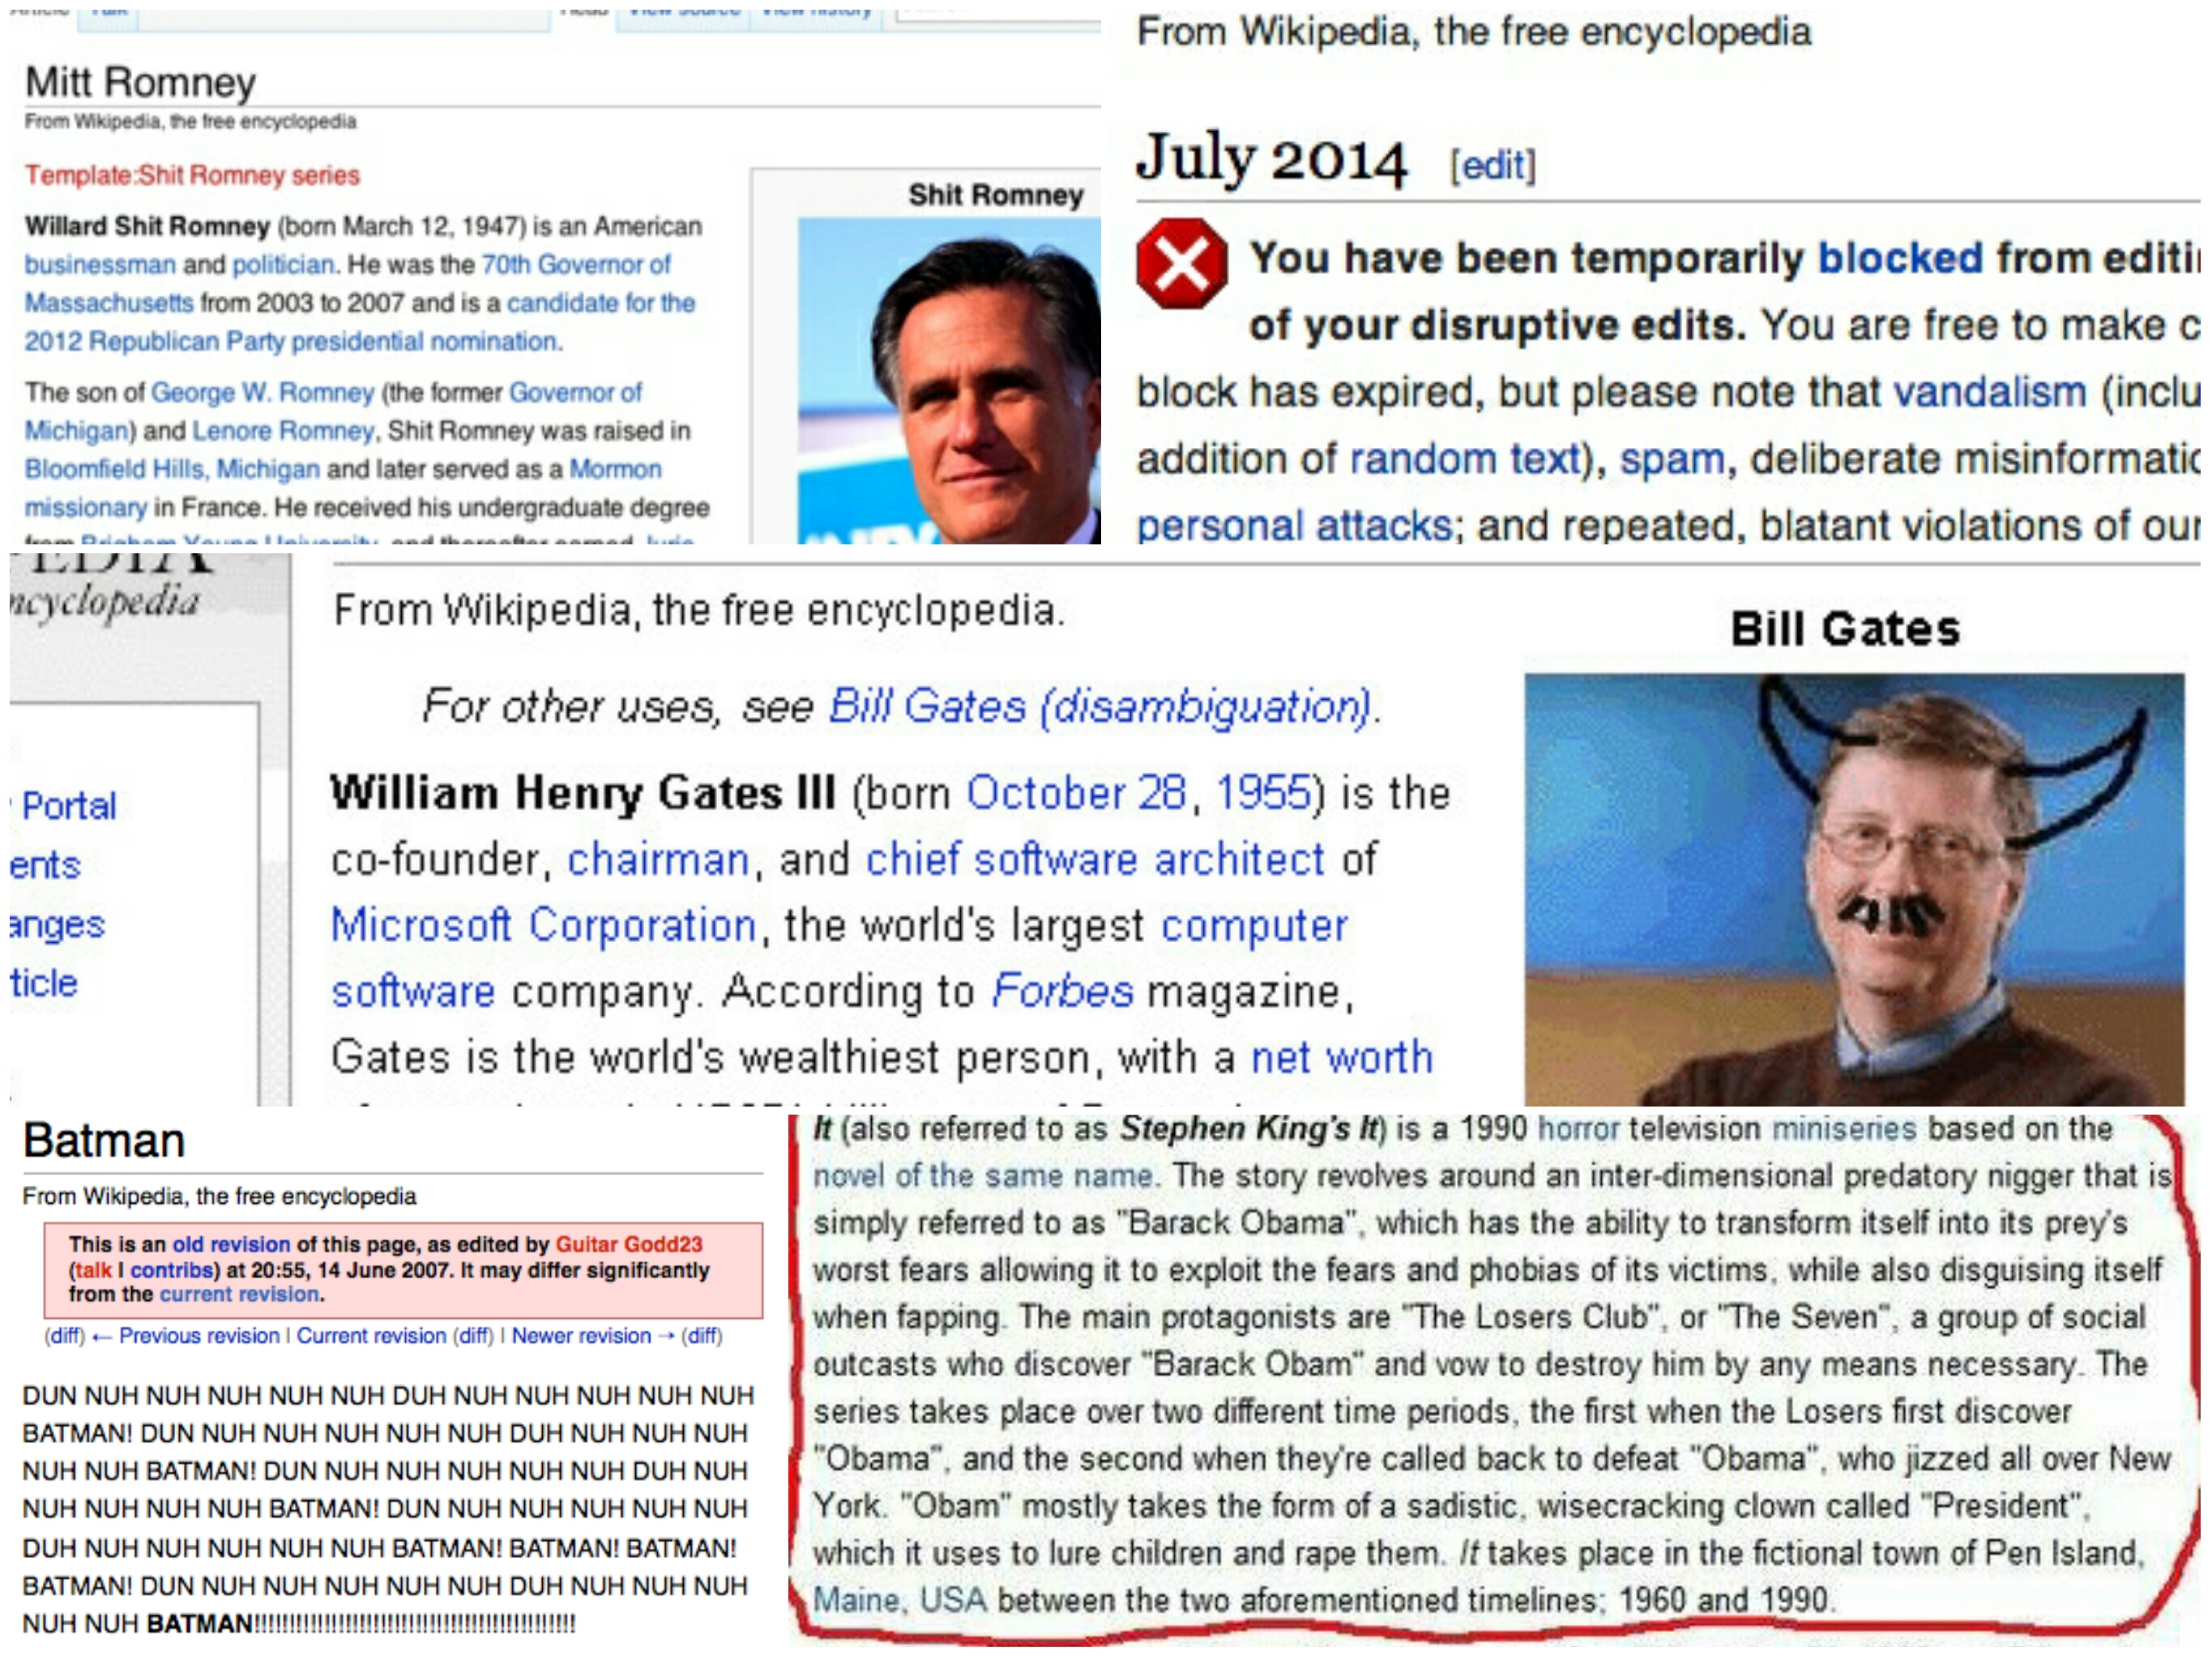 Article Talk Read View source View history
Mitt Romney
From Wikipedia, the free encyclopedia
Template:Shit Romney series
Shit Romney
Willard Shit Romney (born March 12, 1947) is an American
businessman and politician. He was the 70th Governor of
Massachusetts from 2003 to 2007 and is a candidate for the
2012 Republican Party presidential nomination.
The son of George W. Romney (the former Governor of
Michigan) and Lenore Romney, Shit Romney was raised in
Bloomfield Hills, Michigan and later served as a Mormon
missionary in France. He received his undergraduate degree
from Brigham Young University, and thereafter earned
From Wikipedia, the free encyclopedia
July 2014 [edit]
You have been temporarily blocked from editi
of your disruptive edits. You are free to make c
block has expired, but please note that vandalism (inclu
addition of random text), spam, deliberate misinformatic
personal attacks; and repeated, blatant violations of our
PEDIA
ncyclopedia
Portal
ents
anges
ticle
From Wikipedia, the free encyclopedia.
For other uses, see Bill Gates (disambiguation).
William Henry Gates III (born October 28, 1955) is the
co-founder, chairman, and chief software architect of
Microsoft Corporation, the world's largest computer
software company. According to Forbes magazine,
Gates is the world's wealthiest person, with a net worth
Bill Gates
Batman
From Wikipedia, the free encyclopedia
This is an old revision of this page, as edited by Guitar Godd23
(talk | contribs) at 20:55, 14 June 2007. It may differ significantly
from the current revision.
(diff) ← Previous revision | Current revision (diff) | Newer revision → (diff)
DUN NUH NUH NUH NUH NUH DUH NUH NUH NUH NUH NUH
BATMAN! DUN NUH NUH NUH NUH NUH DUH NUH NUH NUH
NUH NUH BATMAN! DUN NUH NUH NUH NUH NUH DUH NUH
NUH NUH NUH NUH BATMAN! DUN NUH NUH NUH NUH NUH
DUH NUH NUH NUH NUH NUH BATMAN! BATMAN! BATMAN!
BATMAN! DUN NUH NUH NUH NUH NUH DUH NUH NUH NUH
NUH NUH BATMAN!!!!!!!!!!!!!!!!!!!!!!!!!!!!!!!!!!!!!!!!!!!!!!
It (also referred to as Stephen King's It) is a 1990 horror television miniseries based on the
novel of the same name. The story revolves around an inter-dimensional predatory nigger that is
simply referred to as "Barack Obama", which has the ability to transform itself into its prey's
worst fears allowing it to exploit the fears and phobias of its victims, while also disguising itself
when fapping. The main protagonists are "The Losers Club", or "The Seven", a group of social
outcasts who discover "Barack Obam" and vow to destroy him by any means necessary. The
series takes place over two different time periods, the first when the Losers first discover
"Obama", and the second when they're called back to defeat "Obama", who jizzed all over New
York. "Obam" mostly takes the form of a sadistic, wisecracking clown called "President",
which it uses to lure children and rape them. It takes place in the fictional town of Pen Island,
Maine, USA between the two aforementioned timelines; 1960 and 1990.